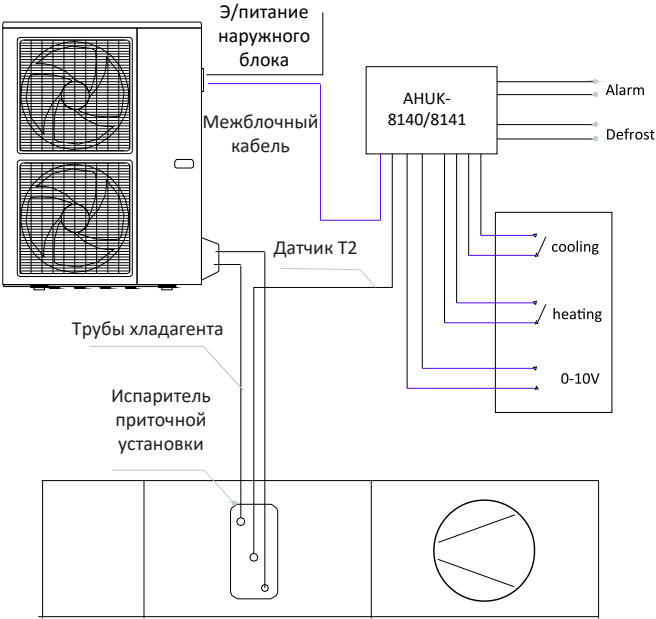 Э/питание
наружного
блока
Межблочный
кабель
AHUK-
8140/8141
Alarm
Defrost
Датчик Т2
cooling
heating
0-10V
Трубы хладагента
Испаритель
приточной
установки